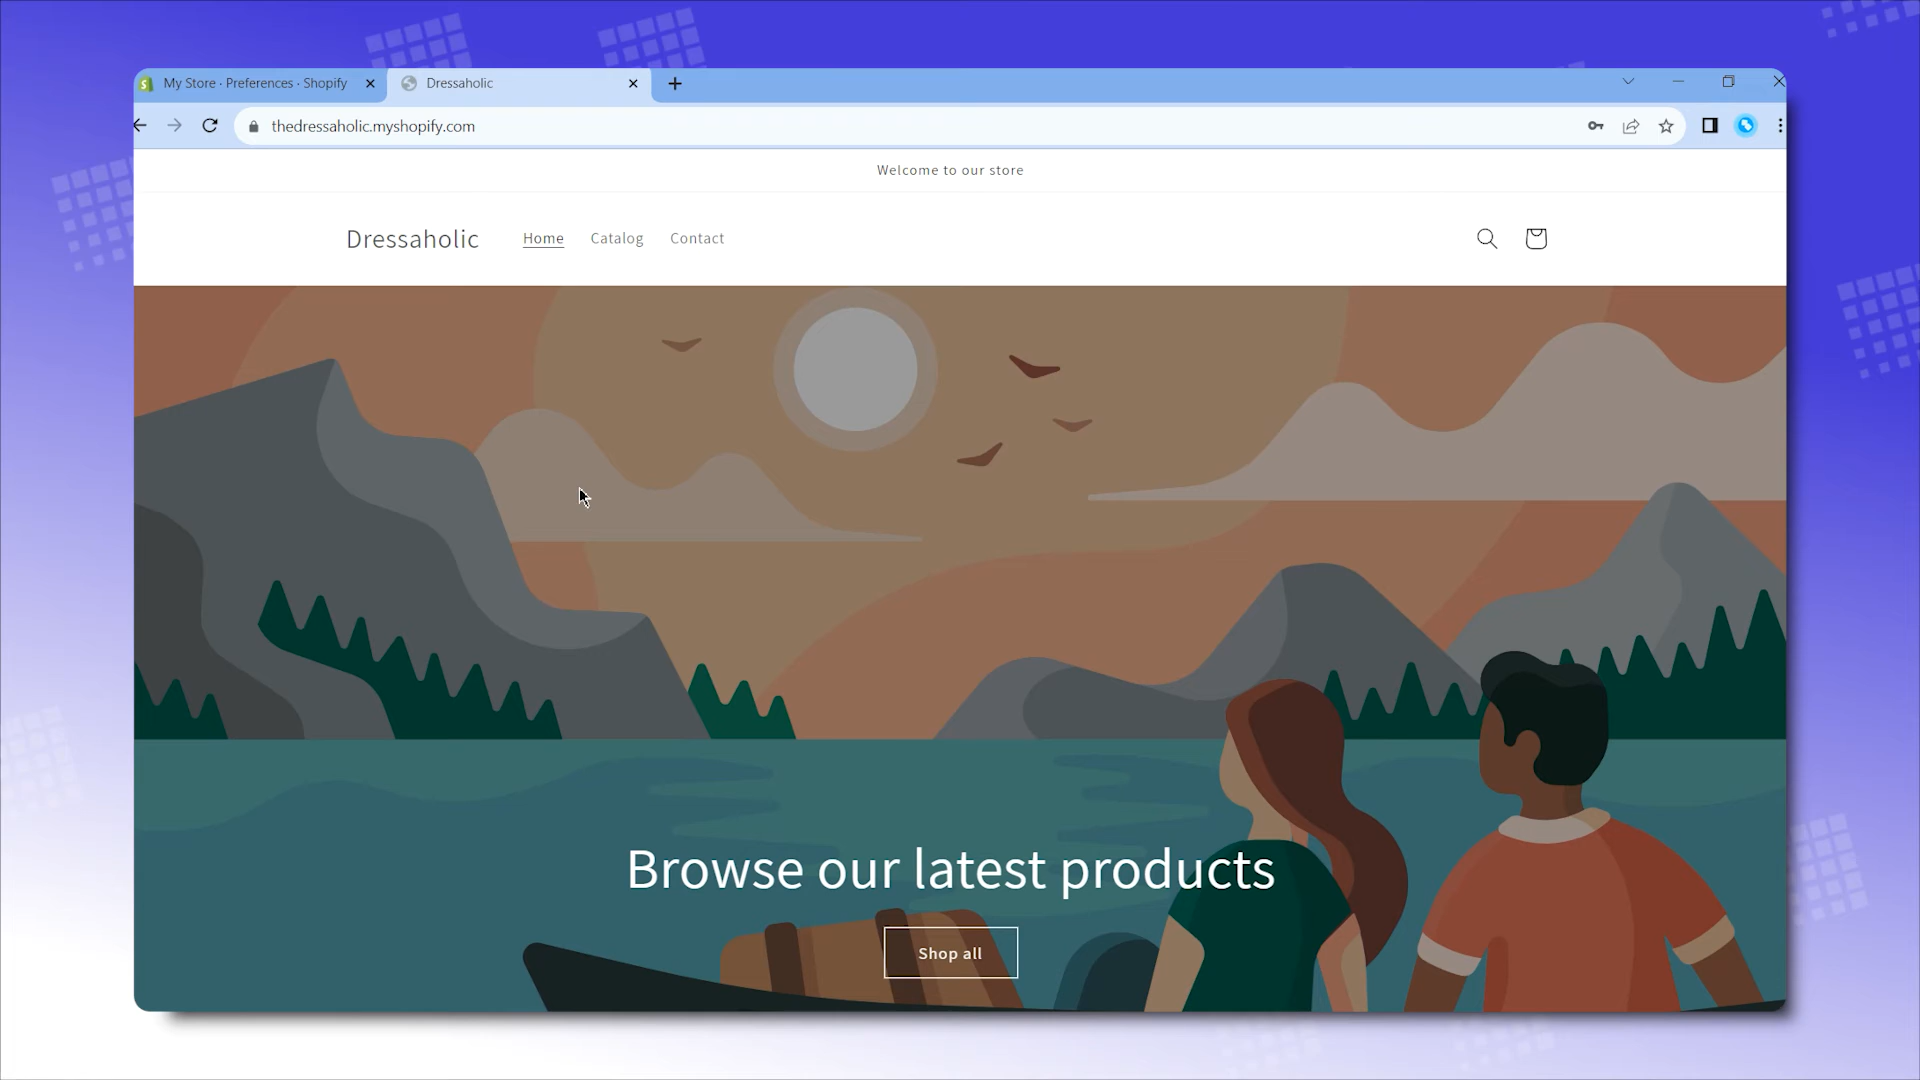 My Store · Preferences · Shopify
Dressaholic
thedressaholic.myshopify.com
Welcome to our store
Dressaholic
Home
Catalog
Contact
Browse our latest products
Shop all